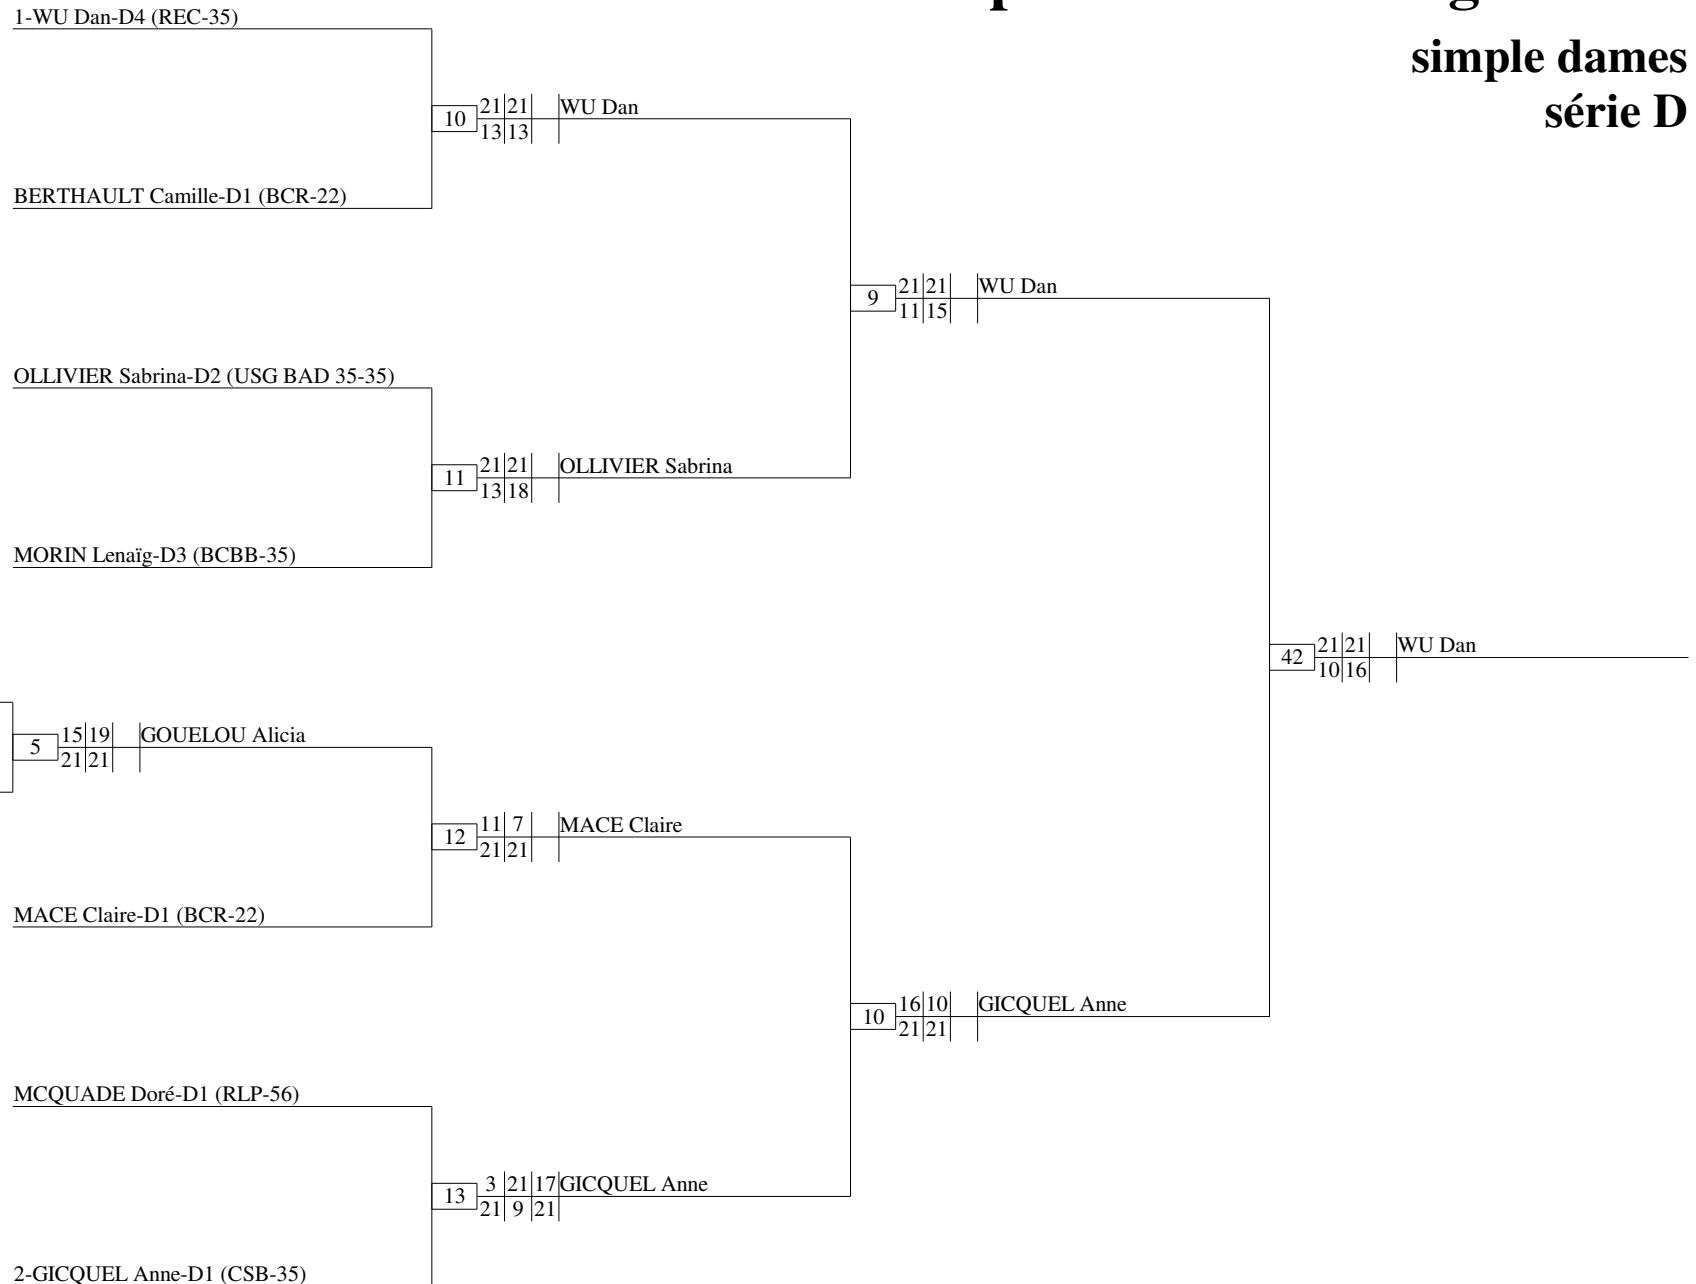 simple dames
série D
1-WU Dan-D4 (REC-35)
10
21 21
13 13
WU Dan
BERTHAULT Camille-D1 (BCR-22)
9
21 21
11 15
WU Dan
OLLIVIER Sabrina-D2 (USG BAD 35-35)
11
21 21
13 18
OLLIVIER Sabrina
MORIN Lenaïg-D3 (BCBB-35)
42
21 21
10 16
WU Dan
5
15 19
21 21
GOUELOU Alicia
12
11 7
21 21
MACE Claire
MACE Claire-D1 (BCR-22)
10
16 10
21 21
GICQUEL Anne
MCQUADE Doré-D1 (RLP-56)
13
3 21 17
21 9 21
GICQUEL Anne
2-GICQUEL Anne-D1 (CSB-35)